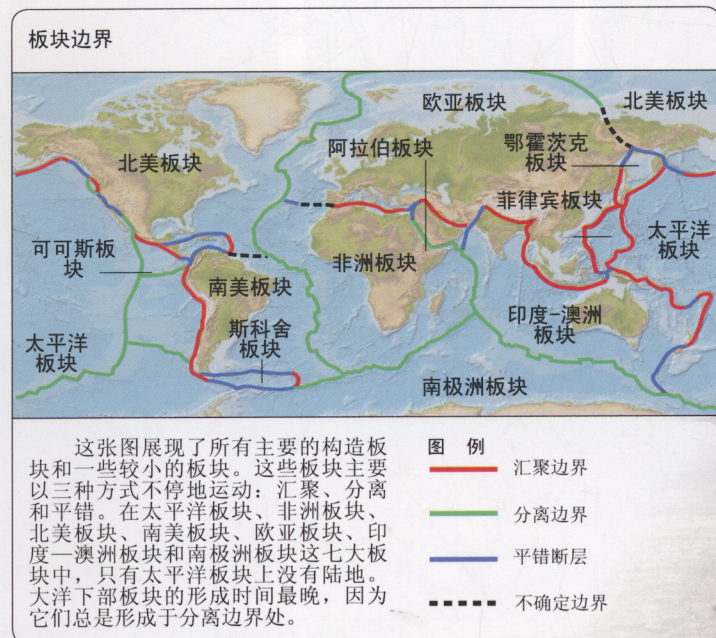 板块边界
欧亚板块
北美板块
北美板块
阿拉伯板块
鄂霍茨克
板块
菲律宾板块
可可斯板
块
非洲板块
太平洋
板块
南美板块
太平洋
板块
斯科舍
板块
印度-澳洲
板块
南极洲板块
这张图展现了所有主要的构造板
块和一些较小的板块。这些板块主要
以三种方式不停地运动：汇聚、分离
和平错。在太平洋板块、非洲板块、
北美板块、南美板块、欧亚板块、印
度—澳洲板块和南极洲板块这七大板
块中，只有太平洋板块上没有陆地。
大洋下部板块的形成时间最晚，因为
它们总是形成于分离边界处。
图 例
汇聚边界
分离边界
平错断层
不确定边界